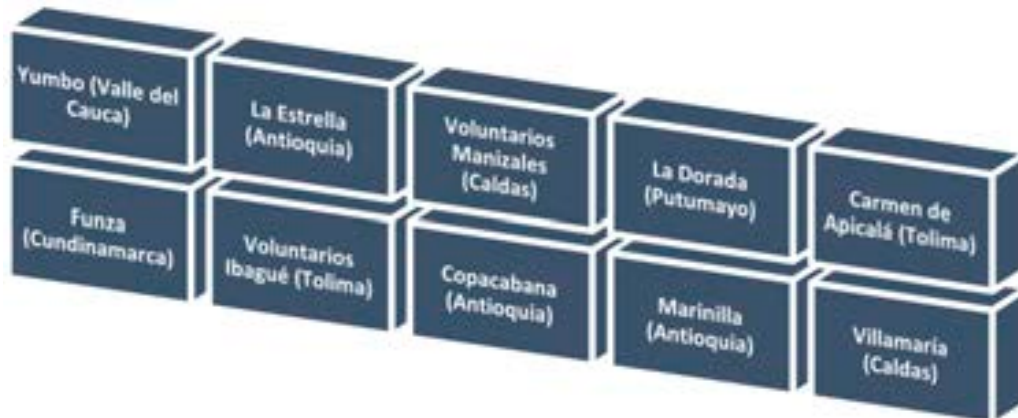 Yumbo (Valle del
Cauca)
La Estrella
(Antioquia)
Voluntarios
Manizales
(Caldas)
La Dorada
(Putumayo)
Carmen de
Apicalá (Tolima)
Funza
(Cundinamarca)
Voluntarios
Ibagué (Tolima)
Copacabana
(Antioquia)
Marinilla
(Antioquia)
Villamaría
(Caldas)